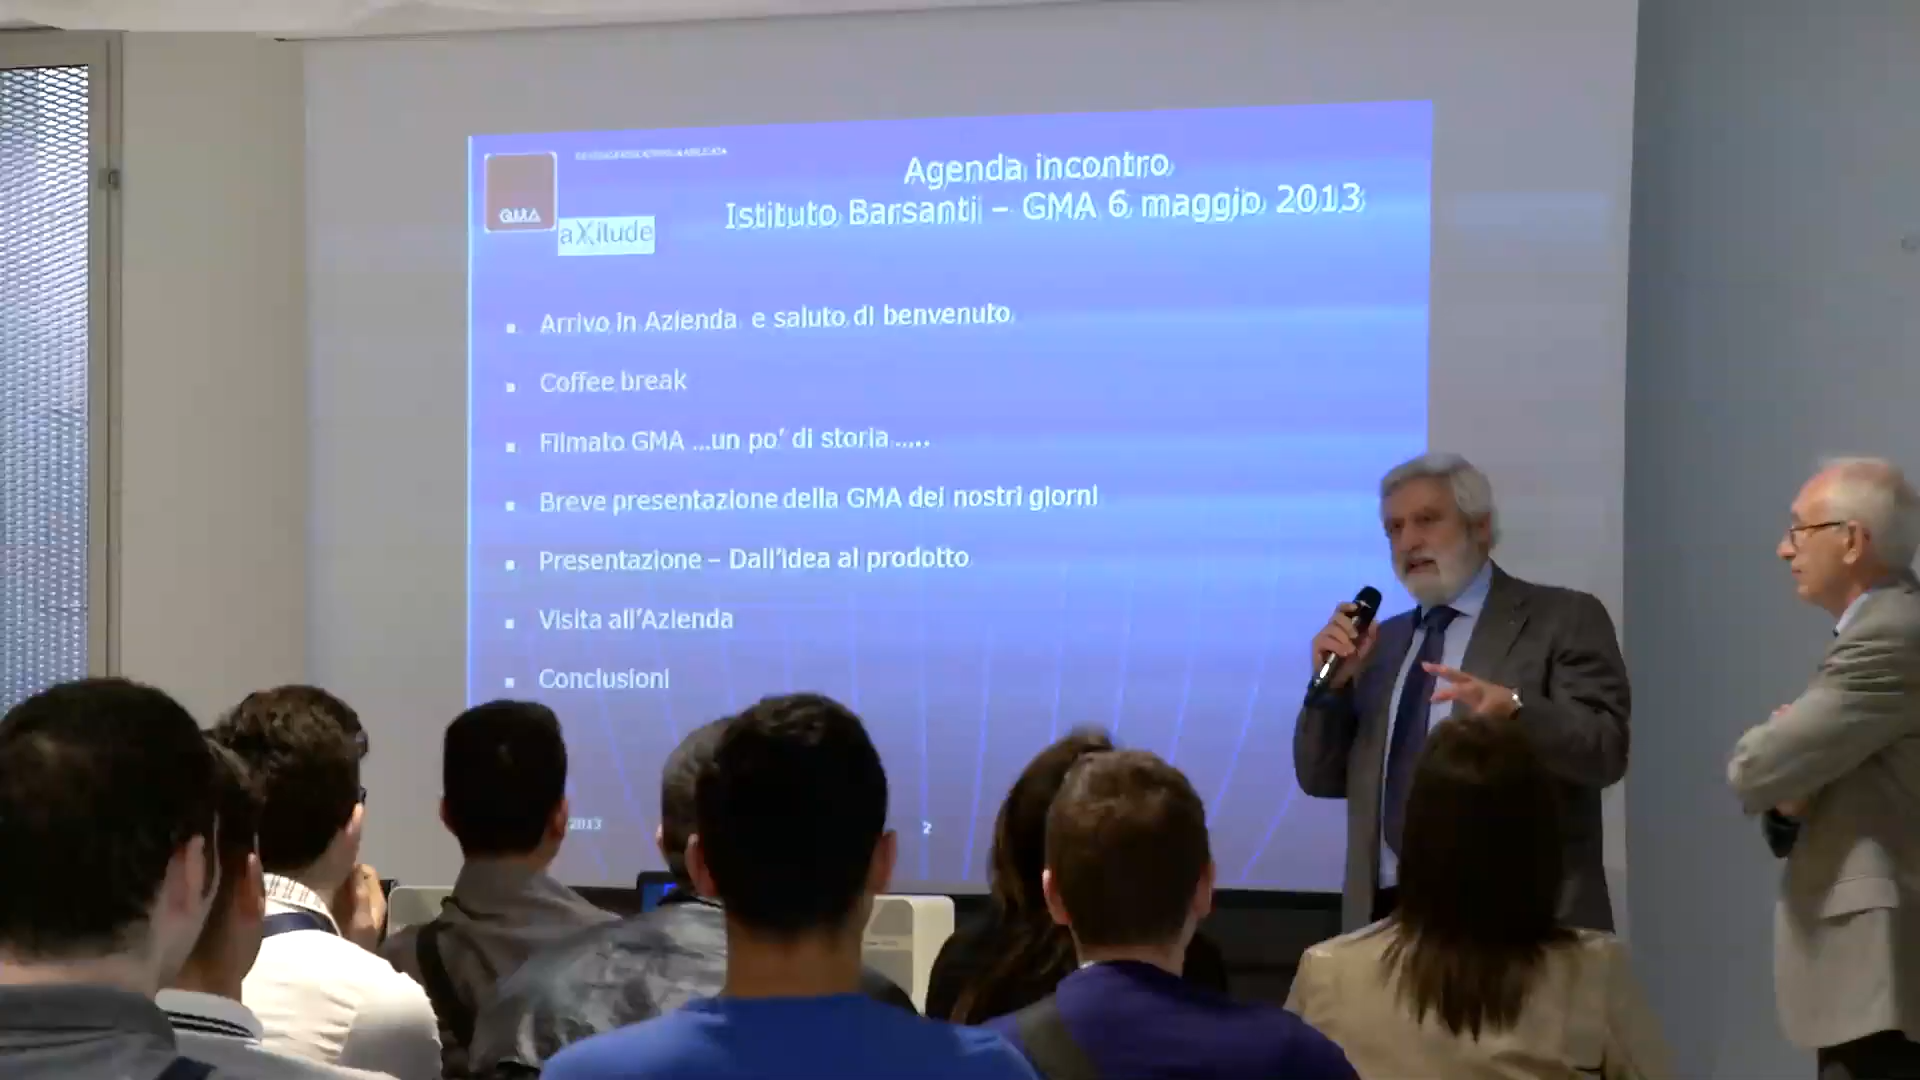 Agenda incontro
Istituto Barsanti – GMA 6 maggio 2013
GMA
aXilude
Arrivo in Azienda e saluto di benvenuto
Coffee break
Filmato GMA ...un po' di storia.....
Breve presentazione della GMA dei nostri giorni
Presentazione – Dall'idea al prodotto
Visita all'Azienda
Conclusioni
2013
2